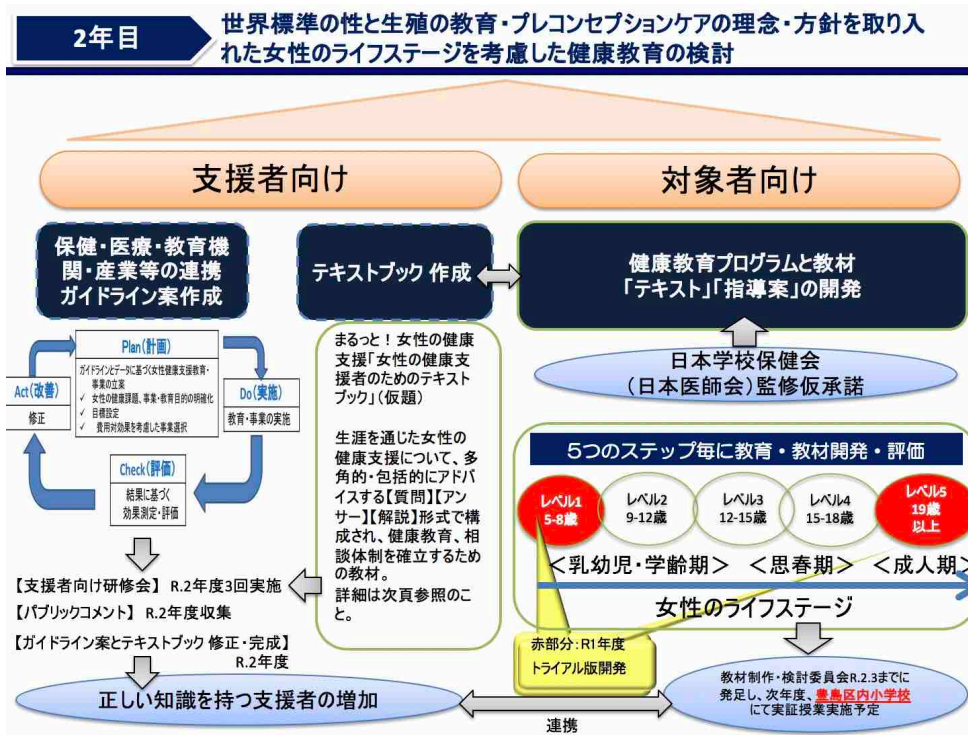 2年目
世界標準の性と生殖の教育・プレコンセプションケアの理念・方針を取り入
れた女性のライフステージを考慮した健康教育の検討
支援者向け
対象者向け
保健・医療・教育機
関・産業等の連携
ガイドライン案作成
テキストブック 作成
健康教育プログラムと教材
「テキスト」「指導案」の開発
Plan(計画)
ガイドラインとデータに基づく女性健康支援教育・
事業の立案
✓ 女性の健康課題、事業・教育目的の明確化
✓ 目標設定
✓ 費用対効果を考慮した事業選択
Act(改善)
修正
Do(実施)
教育・事業の実施
Check(評価)
結果に基づく
効果測定・評価
まるっと！女性の健康
支援「女性の健康支
援者のためのテキスト
ブック」(仮題)
生涯を通じた女性の
健康支援について、多
角的・包括的にアドバ
イスする【質問】【アン
サー】【解説】形式で構
成され、健康教育、相
談体制を確立するため
の教材。
詳細は次頁参照のこ
と。
日本学校保健会
(日本医師会)監修仮承諾
5つのステップ毎に教育・教材開発・評価
レベル1
5-8歳
レベル2
9-12歳
レベル3
12-15歳
レベル4
15-18歳
レベル5
19歳
以上
＜乳幼児・学齢期＞ ＜思春期＞ ＜成人期＞
女性のライフステージ
【支援者向け研修会】 R.2年度3回実施
【パブリックコメント】 R.2年度収集
【ガイドライン案とテキストブック 修正・完成】
R.2年度
赤部分：R1年度
トライアル版開発
正しい知識を持つ支援者の増加
連携
教材制作・検討委員会R.2.3までに
発足し、次年度、豊島区内小学校
にて実証授業実施予定